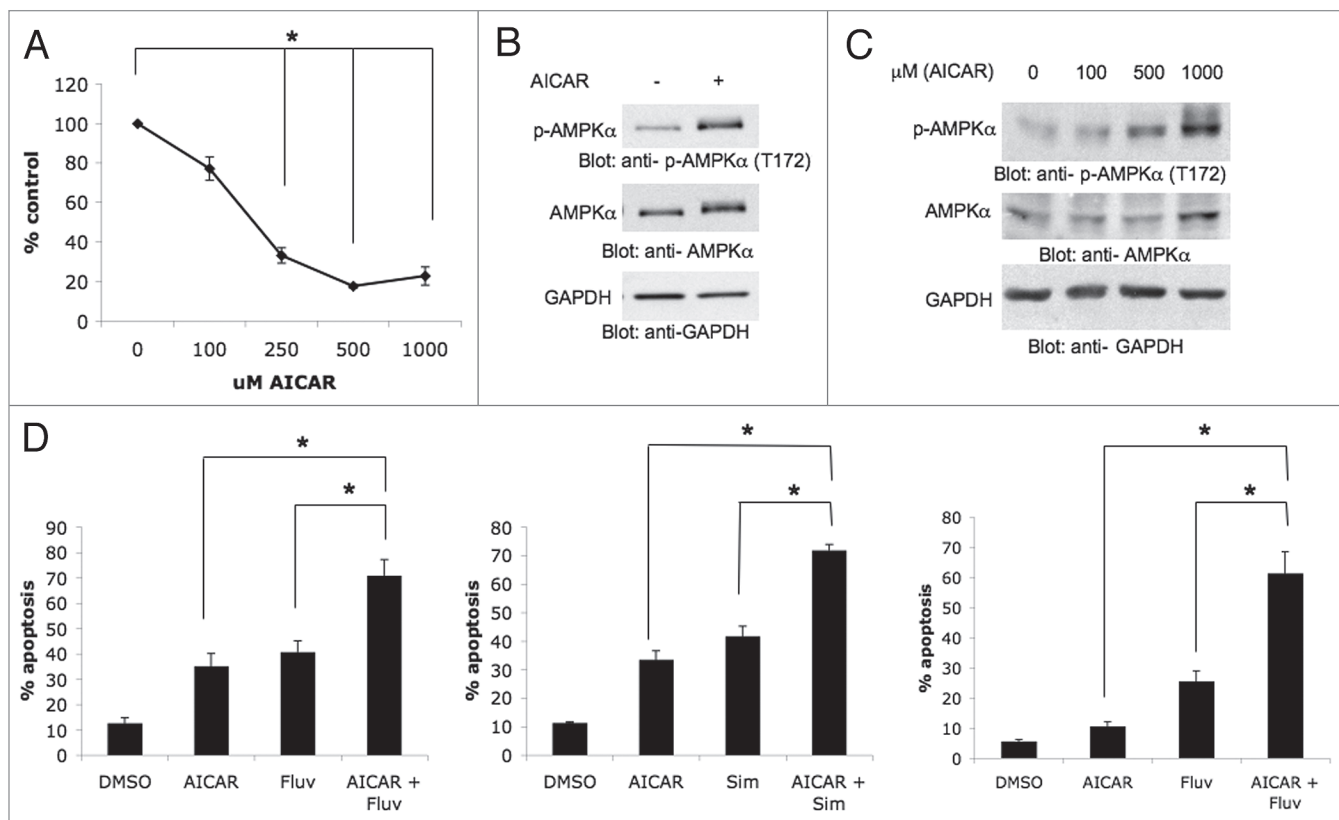 A
*
120
100
80
60
40
20
0
% control
0 100 250 500 1000
uM AICAR
B
AICAR - +
p-AMPKα
Blot: anti- p-AMPKα (T172)
AMPKα
Blot: anti- AMPKα
GAPDH
Blot: anti-GAPDH
C
μM (AICAR) 0 100 500 1000
p-AMPKα
Blot: anti- p-AMPKα (T172)
AMPKα
Blot: anti- AMPKα
GAPDH
Blot: anti- GAPDH
D
*
*
90
80
70
60
50
40
30
20
10
0
% apoptosis
DMSO AICAR Fluv AICAR +
Fluv
*
*
80
70
60
50
40
30
20
10
0
% apoptosis
DMSO AICAR Sim AICAR +
Sim
*
*
80
70
60
50
40
30
20
10
0
% apoptosis
DMSO AICAR Fluv AICAR +
Fluv